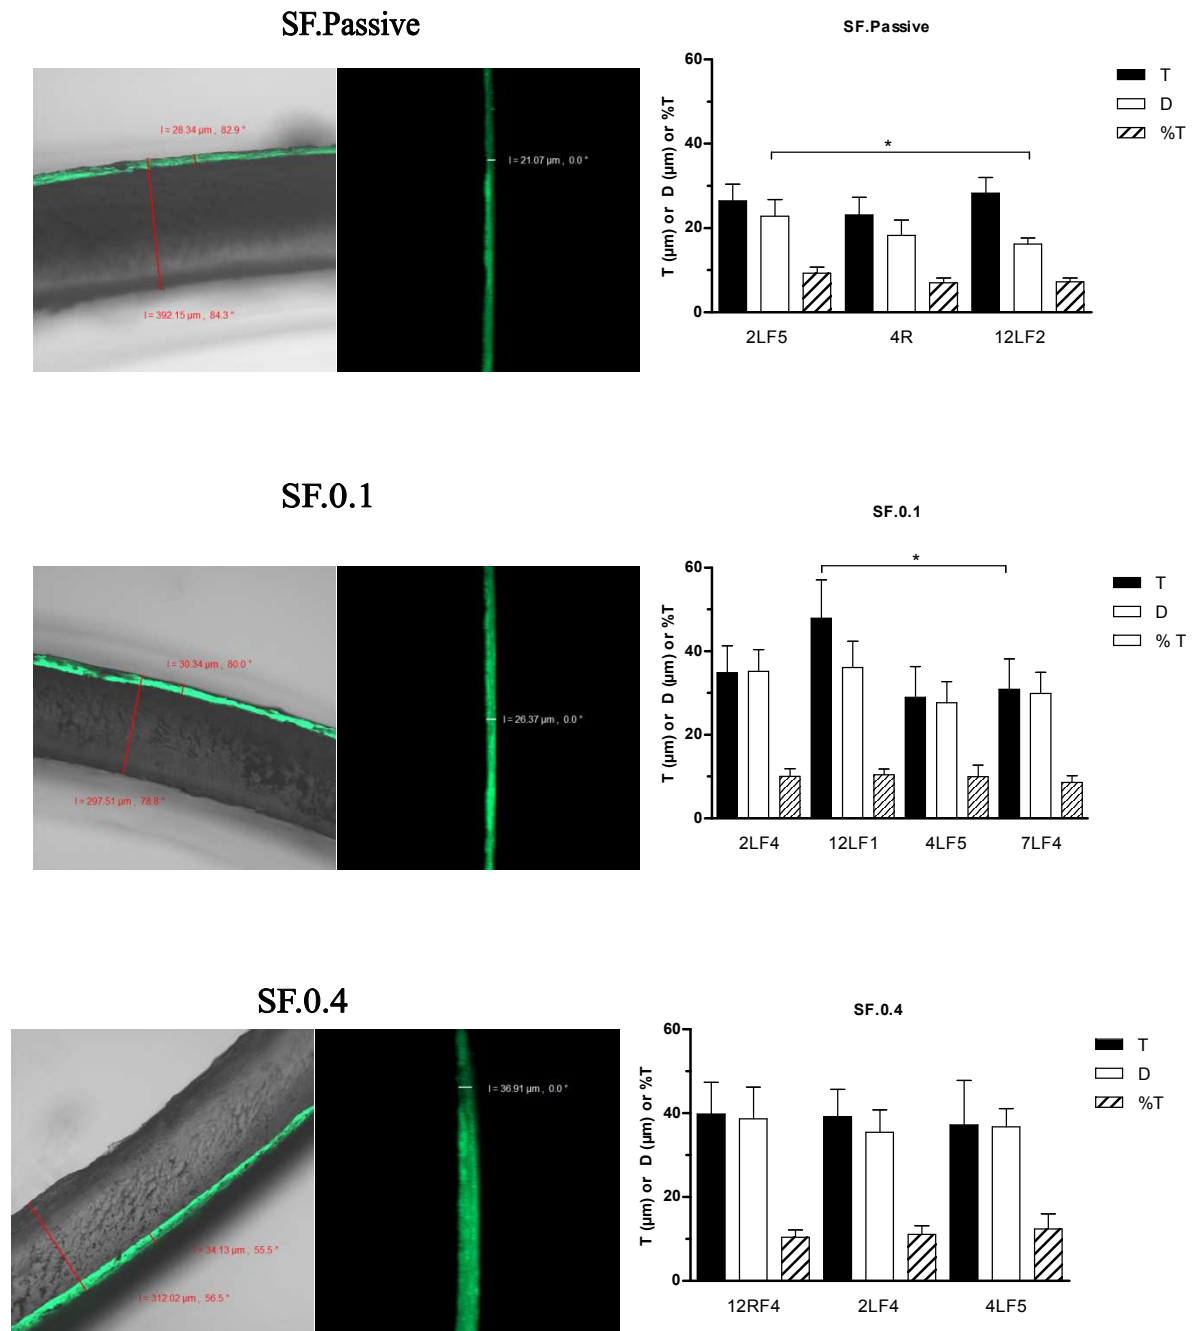 SF.Passive
l = 28.34 µm , 82.9 °
l = 392.15 µm , 84.3 °
l = 21.07 µm , 0.0 °
SF.Passive
T (µm) or D (µm) or %T
60
40
20
0
*
2LF5 4R 12LF2
T
D
%T
SF.0.1
l = 30.34 µm , 80.0 °
l = 297.51 µm , 78.8 °
l = 26.37 µm , 0.0 °
SF.0.1
T (µm) or D (µm) or %T
60
40
20
0
*
2LF4 12LF1 4LF5 7LF4
T
D
% T
SF.0.4
l = 34.13 µm , 55.5 °
l = 312.02 µm , 56.5 °
l = 36.91 µm , 0.0 °
SF.0.4
T (µm) or D (µm) or %T
60
40
20
0
12RF4 2LF4 4LF5
T
D
%T